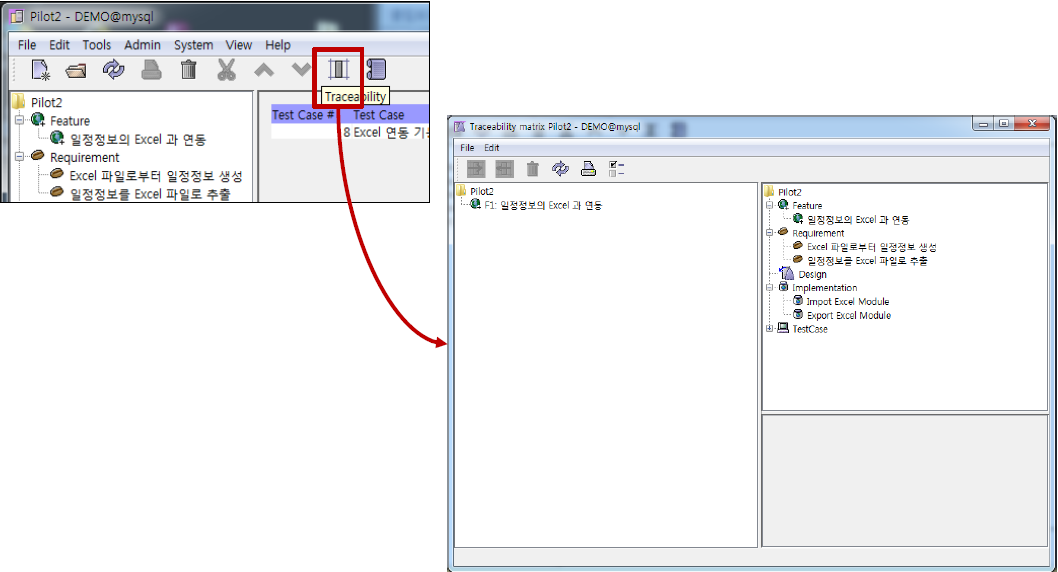 Pilot2 - DEMO@mysql
File Edit Tools Admin System View Help
Traceability
Pilot2
Feature
일정정보의 Excel 과 연동
Requirement
Excel 파일로부터 일정정보 생성
일정정보를 Excel 파일로 추출
Test Case # Test Case
8 Excel 연동 기능
Traceability matrix Pilot2 - DEMO@mysql
File Edit
Pilot2
F1: 일정정보의 Excel 과 연동
Pilot2
Feature
일정정보의 Excel 과 연동
Requirement
Excel 파일로부터 일정정보 생성
일정정보를 Excel 파일로 추출
Design
Implementation
Impot Excel Module
Export Excel Module
TestCase